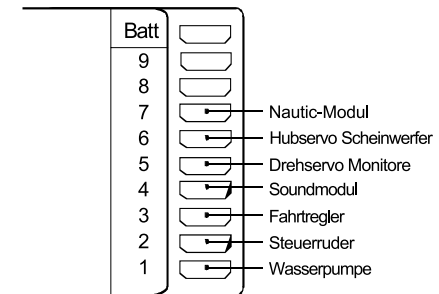 Batt
9
8
7 Nautic-Modul
6 Hubservo Scheinwerfer
5 Drehservo Monitore
4 Soundmodul
3 Fahrtregler
2 Steuerruder
1 Wasserpumpe